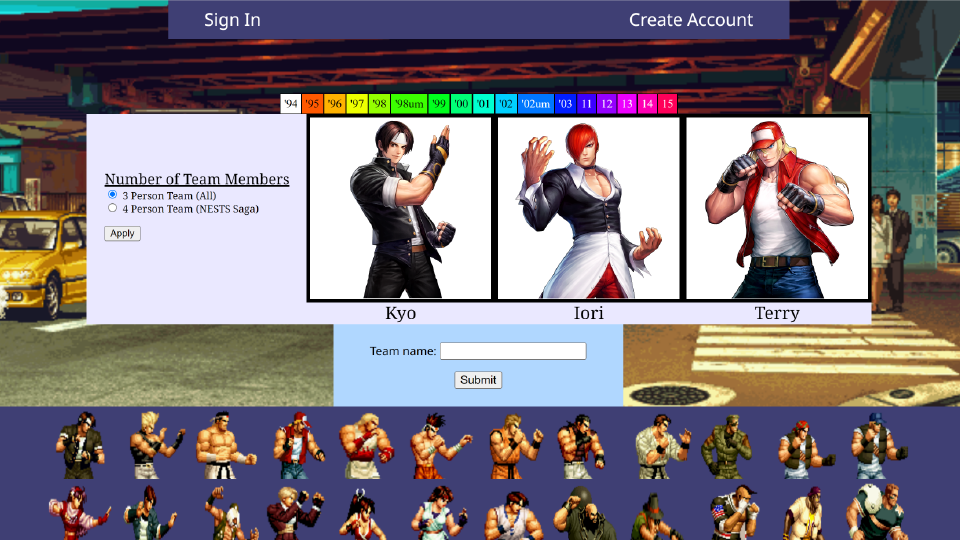 Sign In
Create Account
'94 '95 '96 '97 '98 '98um '99 '00 '01 '02 '02um '03 11 12 13 14 15
Number of Team Members
3 Person Team (All)
4 Person Team (NESTS Saga)
Apply
Kyo
Iori
Terry
Team name:
Submit